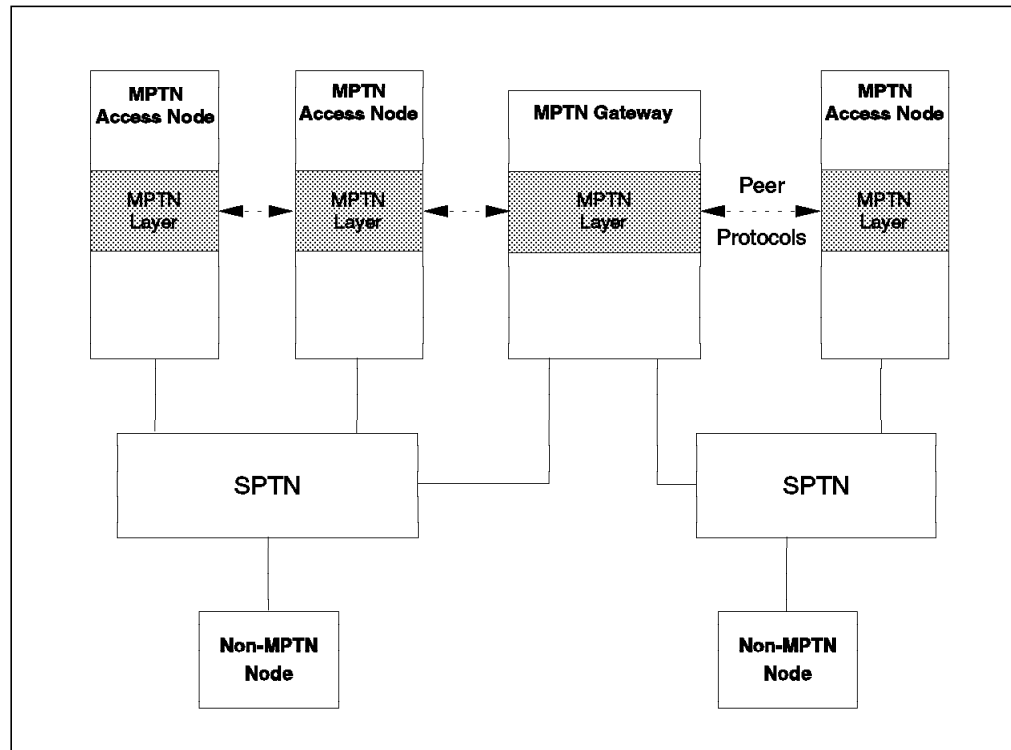 MPTN
Access Node
MPTN
Access Node
MPTN Gateway
MPTN
Access Node
MPTN
Layer
MPTN
Layer
MPTN
Layer
Peer
Protocols
MPTN
Layer
SPTN
SPTN
Non-MPTN
Node
Non-MPTN
Node